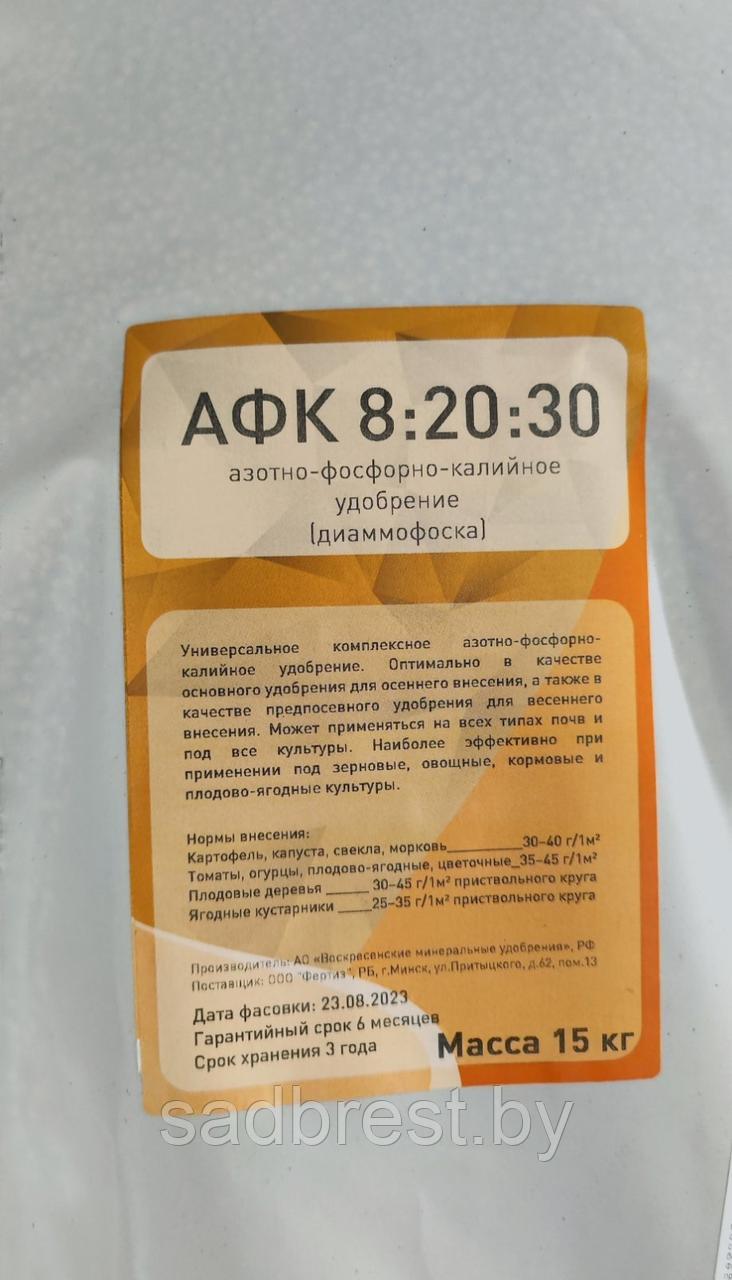 АФК 8:20:30
азотно-фосфорно-калийное
удобрение
(диаммофоска)
Универсальное комплексное азотно-фосфорно-
калийное удобрение. Оптимально в качестве
основного удобрения для осеннего внесения, а также в
качестве предпосевного удобрения для весеннего
внесения. Может применяться на всех типах почв и
под все культуры. Наиболее эффективно при
применении под зерновые, овощные, кормовые и
плодово-ягодные культуры.
Нормы внесения:
Картофель, капуста, свекла, морковь__________30-40 г/1м²
Томаты, огурцы, плодово-ягодные, цветочные_35-45 г/1м²
Плодовые деревья ______ 30-45 г/1м² приствольного круга
Ягодные кустарники _____25-35 г/1м² приствольного круга
Производитель: АО «Воскресенские минеральные удобрения», РФ
Поставщик: ООО "Фертиз", РБ, г.Минск, ул.Притыцкого, д.62, пом.13
Дата фасовки: 23.08.2023
Гарантийный срок 6 месяцев
Срок хранения 3 года
Масса 15 кг
sadbrest.by